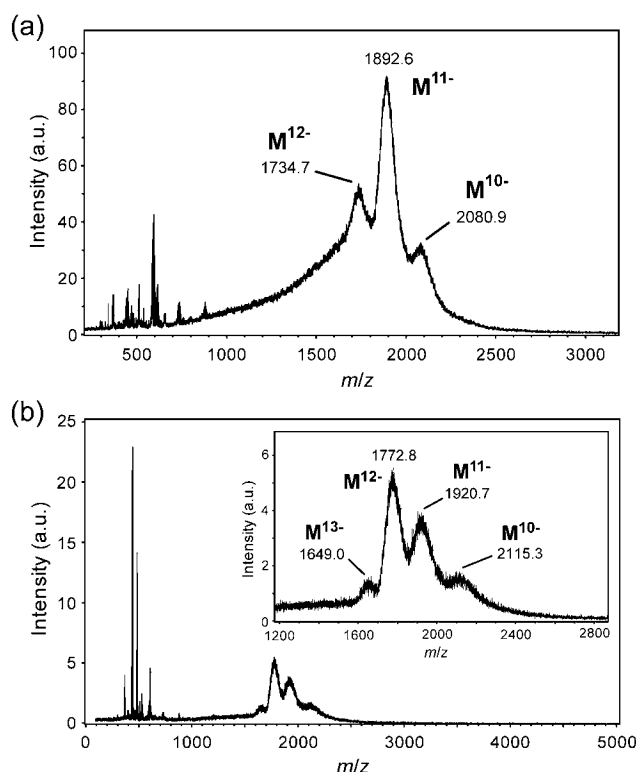 (a)
100
80
60
40
20
0
Intensity (a.u.)
1892.6
M11-
M12-
1734.7
M10-
2080.9
500 1000 1500 2000 2500 3000
m/z
(b)
25
20
15
10
5
0
Intensity (a.u.)
6
4
2
0
Intensity (a.u.)
1772.8
M12-
M11-
1920.7
M13-
1649.0
M10-
2115.3
1200 1600 2000 2400 2800
m/z
0 1000 2000 3000 4000 5000
m/z